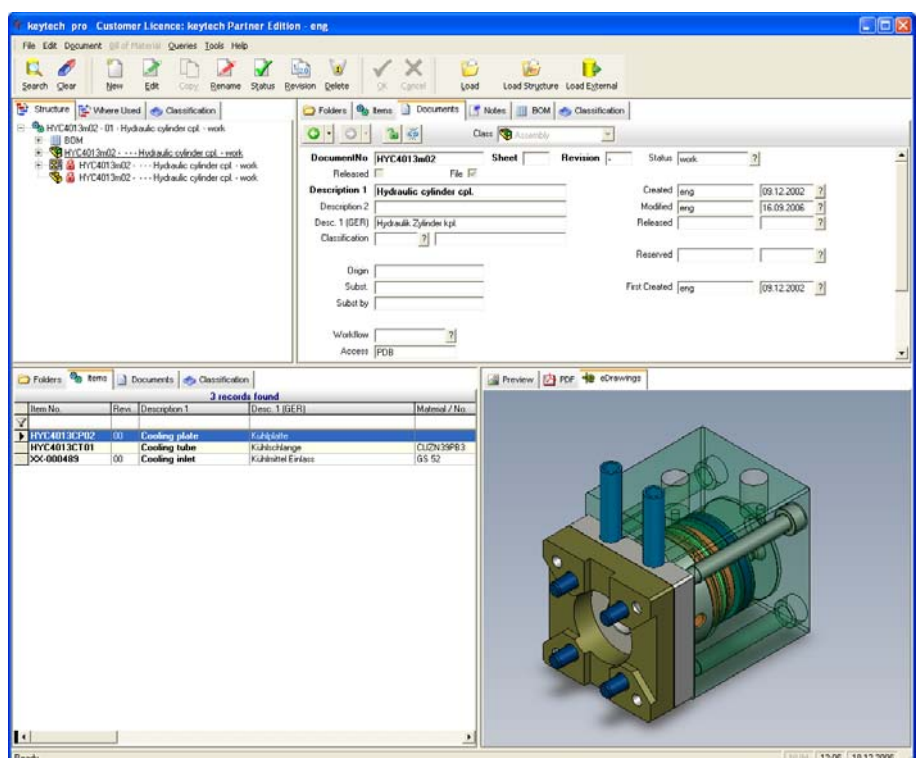 keytech pro Customer Licence: keytech Partner Edition - eng
File Edit Document Bill of Material Queries Tools Help
Search Clear New Edit Copy Rename Status Revision Delete OK Cancel Load Load Structure Load External
Structure Where Used Classification
HYC4013m02 - 01 - Hydraulic cylinder cpl. - work
BOM
HYC4013m02 - - - - Hydraulic cylinder cpl. - work
HYC4013m02 - - - - Hydraulic cylinder cpl. - work
HYC4013m02 - - - - Hydraulic cylinder cpl. - work
Folders Items Documents Notes BOM Classification
Class Assembly
DocumentNo HYC4013m02 Sheet Revision - Status work ?
Released File
Description 1 Hydraulic cylinder cpl. Created eng 09.12.2002 ?
Description 2 Modified eng 16.09.2006 ?
Desc. 1 (GER) Hydraulik Zylinder kpl. Released ?
Classification ?
Reserved ?
Origin
Subst. First Created eng 09.12.2002 ?
Subst by
Workflow ?
Access PDB
Folders Items Documents Classification
3 records found
Item No. Revi... Description 1 Desc. 1 (GER) Material / No.
HYC4013CP02 00 Cooling plate Kühlplatte
HYC4013CT01 Cooling tube Kühlschlange CUZN39PB3
XX-000489 00 Cooling inlet Kühlmittel Einlass GS 52
Preview PDF eDrawings
Ready NUM 12:06 18.12.2006